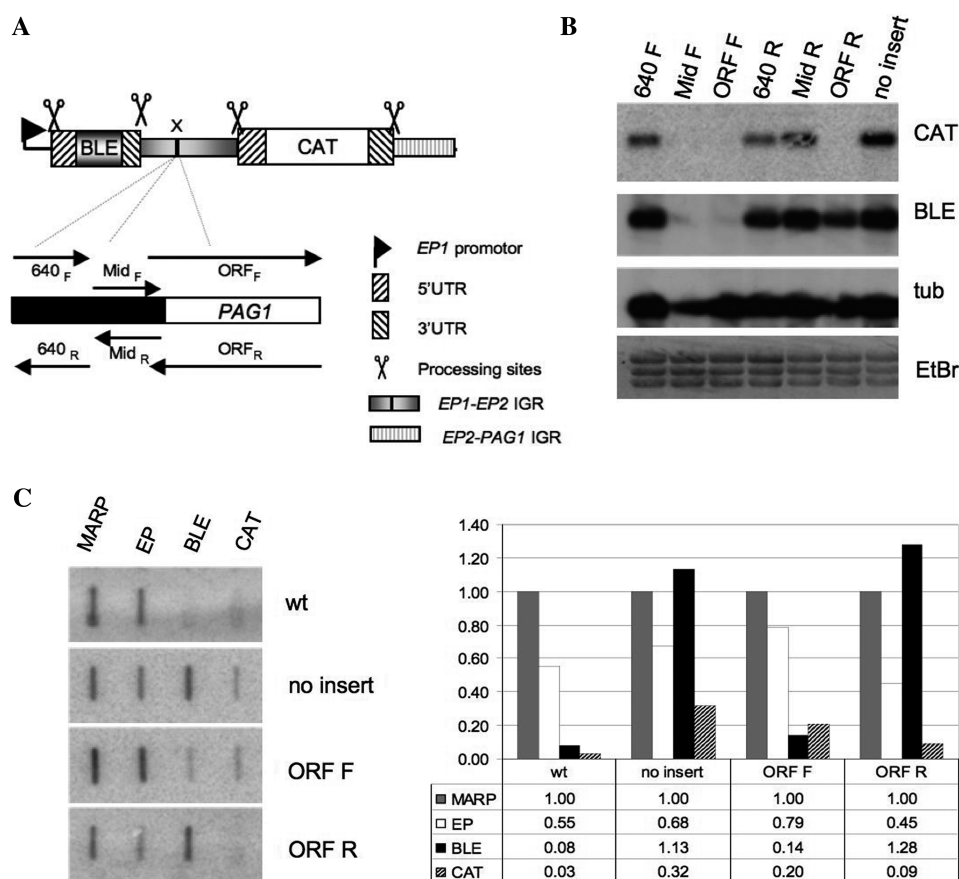 A
X
BLE
CAT
640 F
Mid F
ORF F
PAG1
640 R
Mid R
ORF R
EP1 promotor
5'UTR
3'UTR
Processing sites
EP1-EP2 IGR
EP2-PAG1 IGR
B
640 F
Mid F
ORF F
640 R
Mid R
ORF R
no insert
CAT
BLE
tub
EtBr
C
MARP
EP
BLE
CAT
wt
no insert
ORF F
ORF R
1.40
1.20
1.00
0.80
0.60
0.40
0.20
0.00
wt no insert ORF F ORF R
MARP 1.00 1.00 1.00 1.00
EP 0.55 0.68 0.79 0.45
BLE 0.08 1.13 0.14 1.28
CAT 0.03 0.32 0.20 0.09